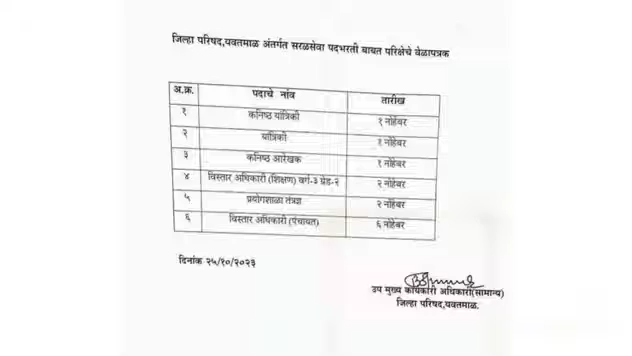 जिल्हा परिषद,यवतमाळ अंतर्गत सरळसेवा पदभरती बाबत परिक्षेचे वेळापत्रक
अ.क्र. पदाचे नांव तारीख
१ कनिष्ठ यांत्रिकी १ नोंहेबर
२ यांत्रिकी १ नोंहेबर
३ कनिष्ठ आरेखक १ नोंहेबर
४ विस्तार अधिकारी (शिक्षण) वर्ग-३ ग्रेड-२ २ नोंहेबर
५ प्रयोगशाळा तंत्रज्ञ २ नोंहेबर
६ विस्तार अधिकारी (पंचायत) ६ नोंहेबर
दिनांक २५/१०/२०२३
उप मुख्य कार्यकारी अधिकारी(सामान्य)
जिल्हा परिषद,यवतमाळ.